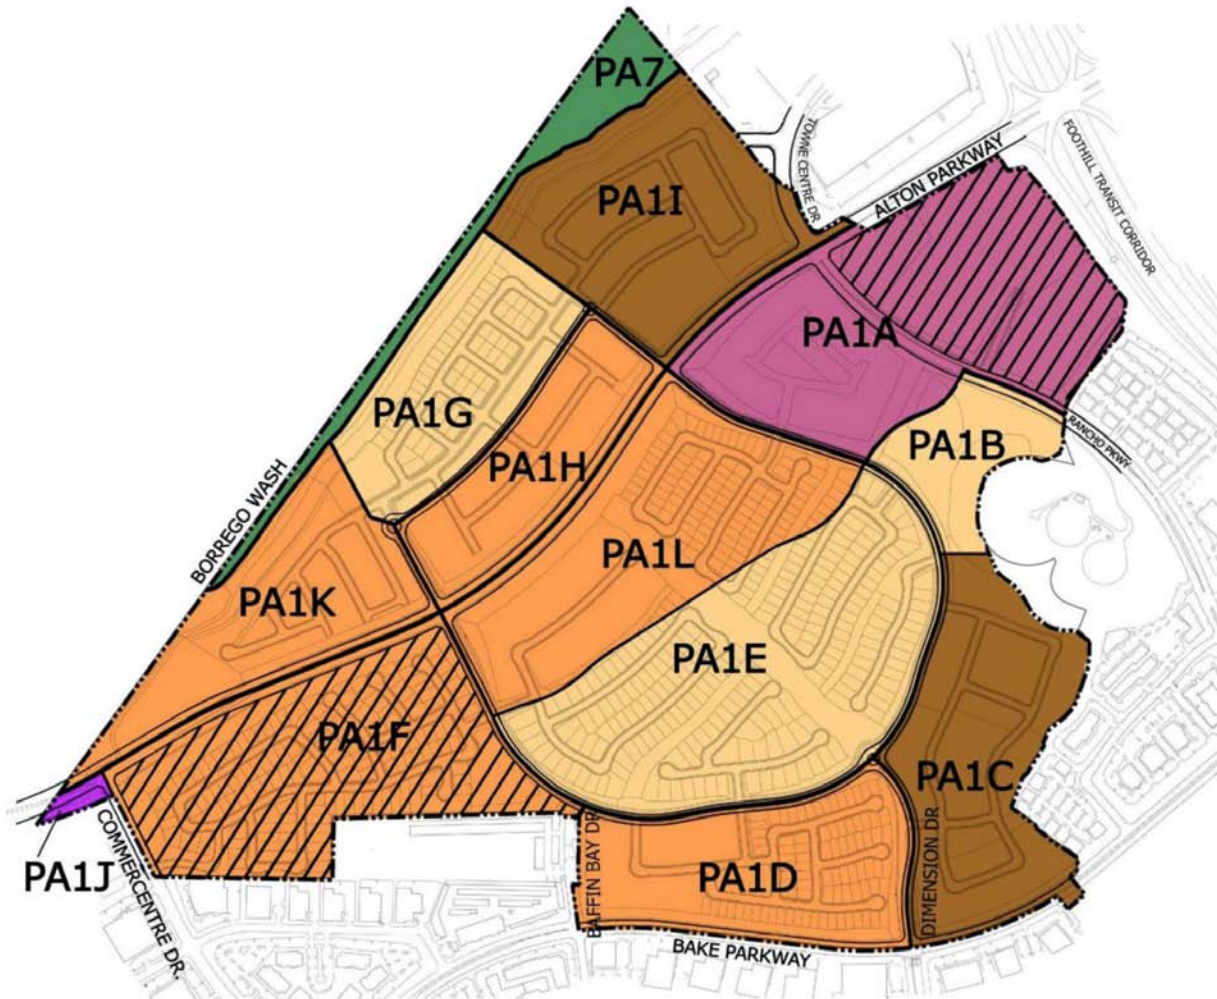 PA7
TOWNE CENTRE DR.
ALTON PARKWAY
FOOTHILL TRANSIT CORRIDOR
PA1I
PA1A
PA1G
RANCHO PKWY
PA1B
PA1H
BORREGO WASH
PA1L
PA1K
PA1E
PA1F
PA1C
PA1J
COMMERCENTRE DR.
BAFFIN BAY DR.
PA1D
DIMENSION DR.
BAKE PARKWAY